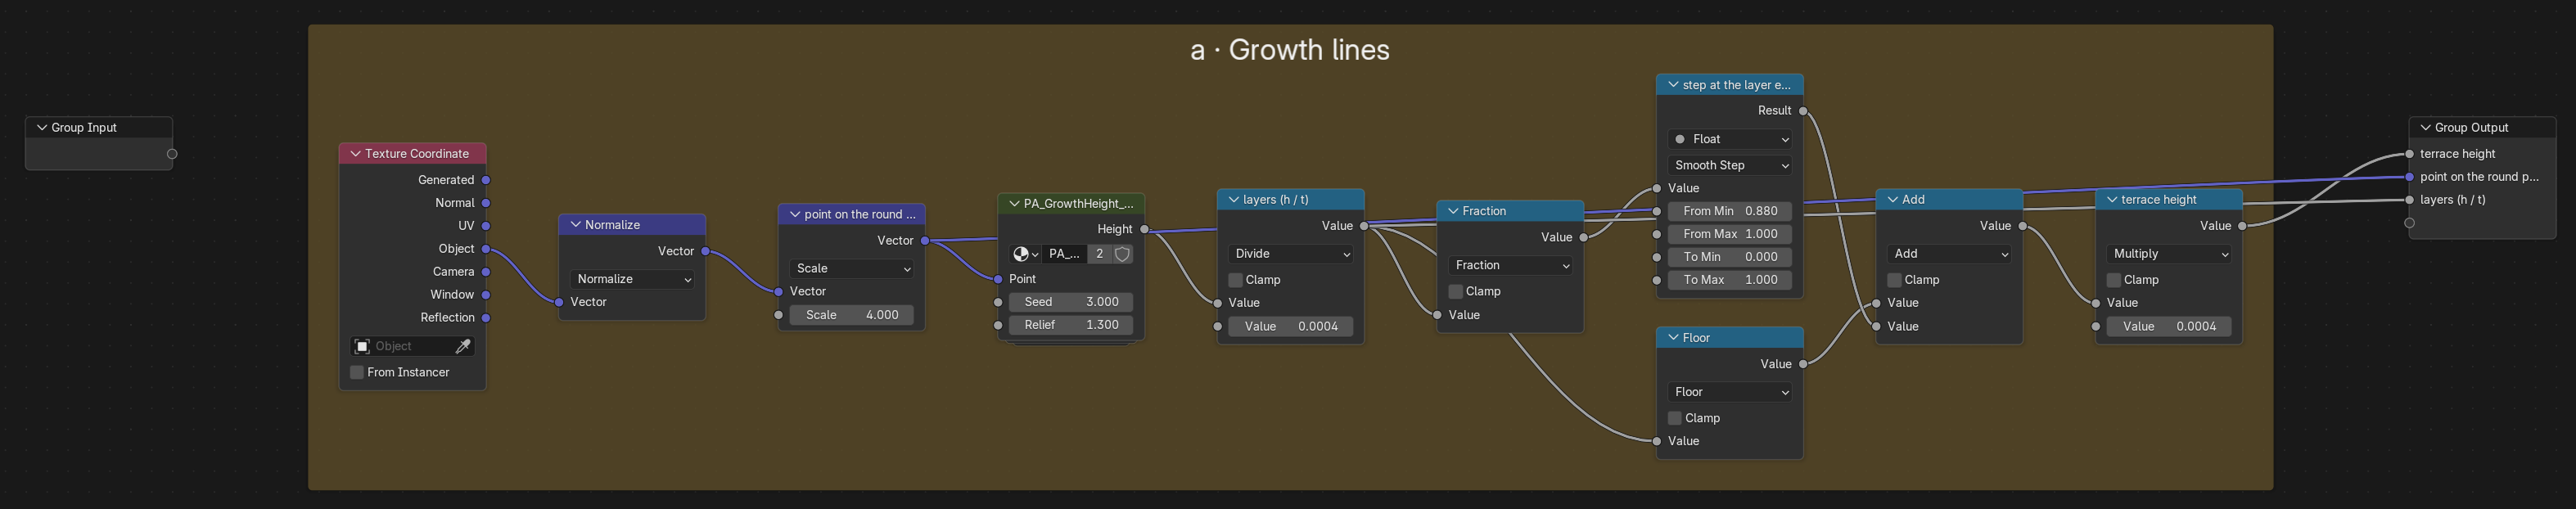 a · Growth lines
Group Input
Texture Coordinate
Generated
Normal
UV
Object
Camera
Window
Reflection
Object
From Instancer
Normalize
Vector
Normalize
Vector
point on the round ...
Vector
Scale
Vector
Scale 4.000
PA_GrowthHeight_...
Height
PA_... 2
Point
Seed 3.000
Relief 1.300
layers (h / t)
Value
Divide
Clamp
Value
Value 0.0004
Fraction
Value
Fraction
Clamp
Value
step at the layer e...
Result
Float
Smooth Step
Value
From Min 0.880
From Max 1.000
To Min 0.000
To Max 1.000
Floor
Value
Floor
Clamp
Value
Add
Value
Add
Clamp
Value
Value
terrace height
Value
Multiply
Clamp
Value
Value 0.0004
Group Output
terrace height
point on the round p...
layers (h / t)